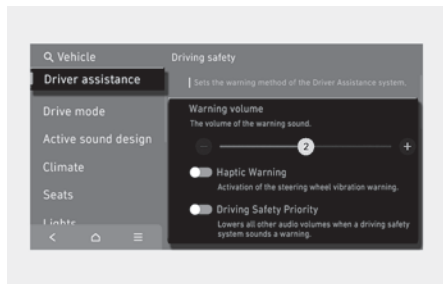 Vehicle
Driver assistance
Drive mode
Active sound design
Climate
Seats
Lights
Driving safety
Sets the warning method of the Driver Assistance system.
Warning volume
The volume of the warning sound.
2
Haptic Warning
Activation of the steering wheel vibration warning.
Driving Safety Priority
Lowers all other audio volumes when a driving safety
system sounds a warning.